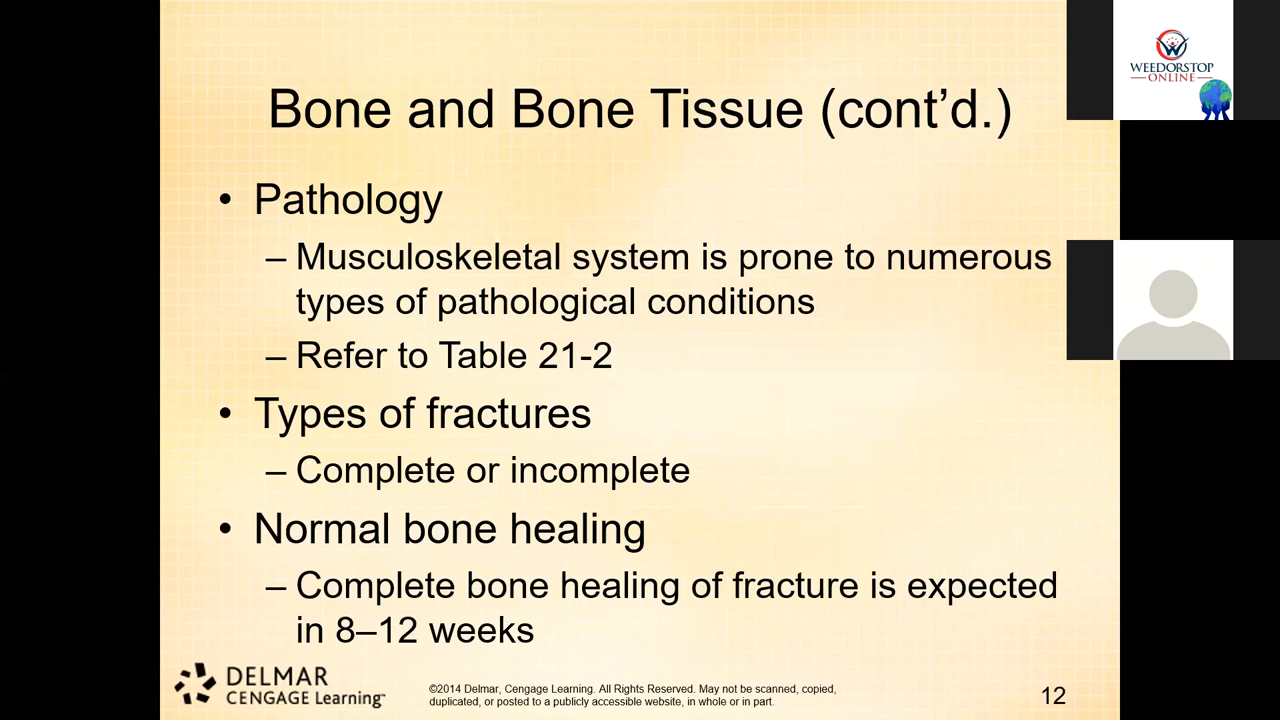 Bone and Bone Tissue (cont’d.)
• Pathology
– Musculoskeletal system is prone to numerous
types of pathological conditions
– Refer to Table 21-2
• Types of fractures
– Complete or incomplete
• Normal bone healing
– Complete bone healing of fracture is expected
in 8–12 weeks
DELMAR
CENGAGE Learning™
©2014 Delmar, Cengage Learning. All Rights Reserved. May not be scanned, copied,
duplicated, or posted to a publicly accessible website, in whole or in part.
12
WEEDORSTOP
ONLINE